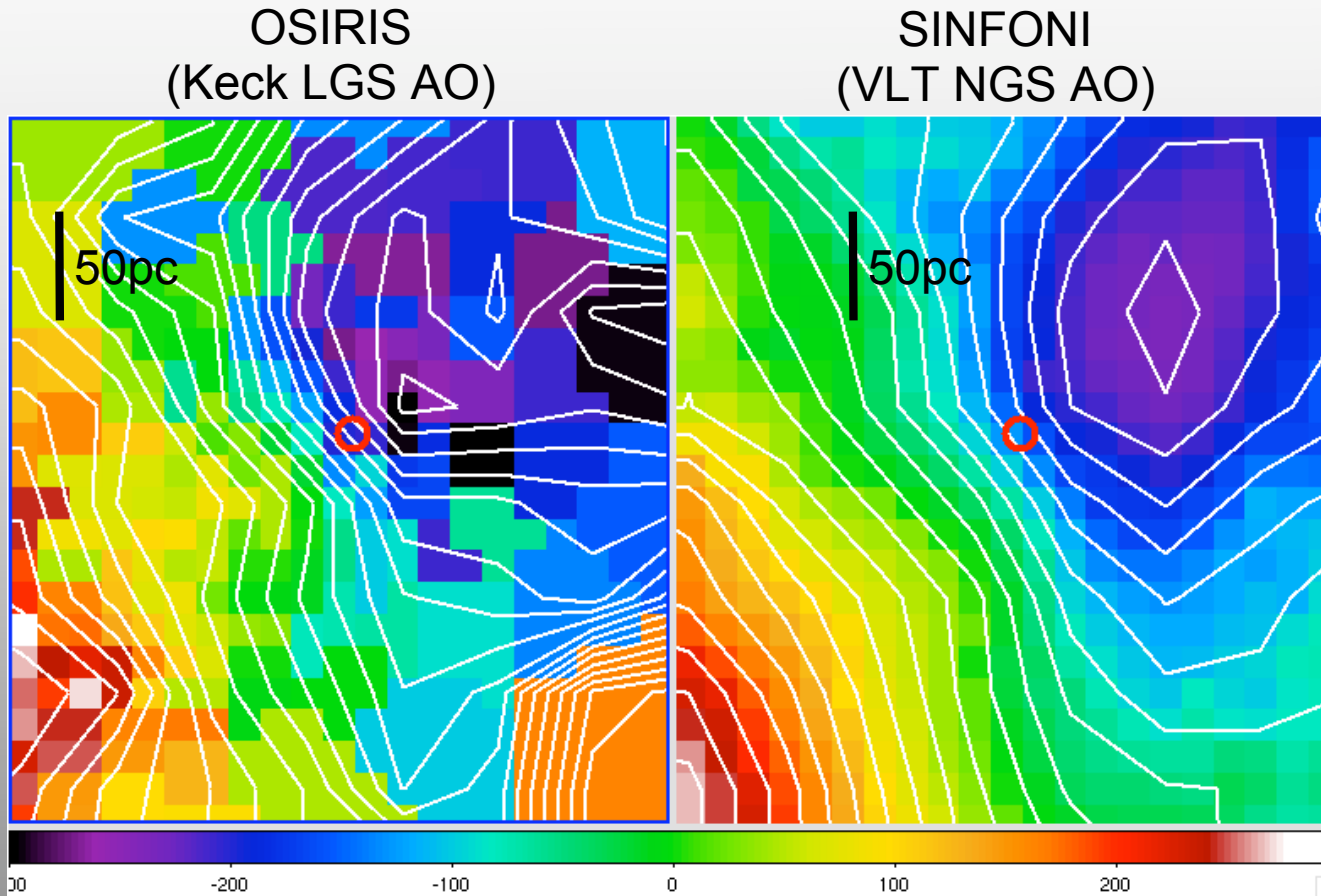 OSIRIS
(Keck LGS AO)
SINFONI
(VLT NGS AO)
50pc
50pc
-200 -100 0 100 200